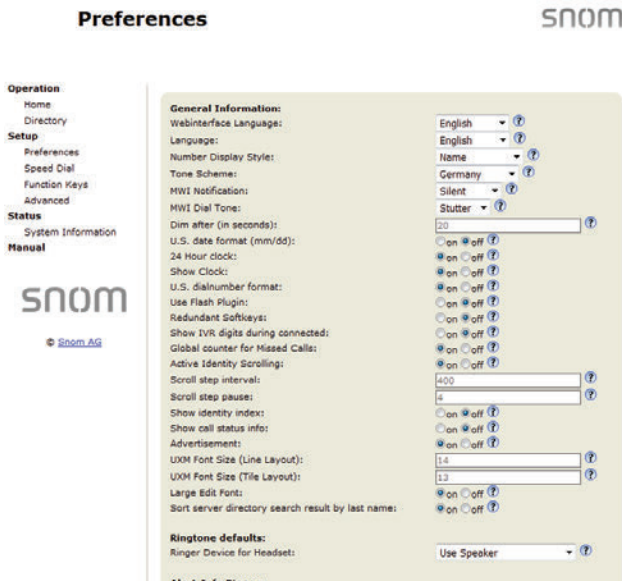 Preferences
snom
Operation
Home
Directory
Setup
Preferences
Speed Dial
Function Keys
Advanced
Status
System Information
Manual
snom
© Snom AG
General Information:
Webinterface Language: English
Language: English
Number Display Style: Name
Tone Scheme: Germany
MWI Notification: Silent
MWI Dial Tone: Stutter
Dim after (in seconds): 20
U.S. date format (mm/dd): on off
24 Hour clock: on off
Show Clock: on off
U.S. dialnumber format: on off
Use Flash Plugin: on off
Redundant Softkeys: on off
Show IVR digits during connected: on off
Global counter for Missed Calls: on off
Active Identity Scrolling: on off
Scroll step interval: 400
Scroll step pause: 4
Show identity index: on off
Show call status info: on off
Advertisement: on off
UXM Font Size (Line Layout): 14
UXM Font Size (Tile Layout): 13
Large Edit Font: on off
Sort server directory search result by last name: on off
Ringtone defaults:
Ringer Device for Headset: Use Speaker